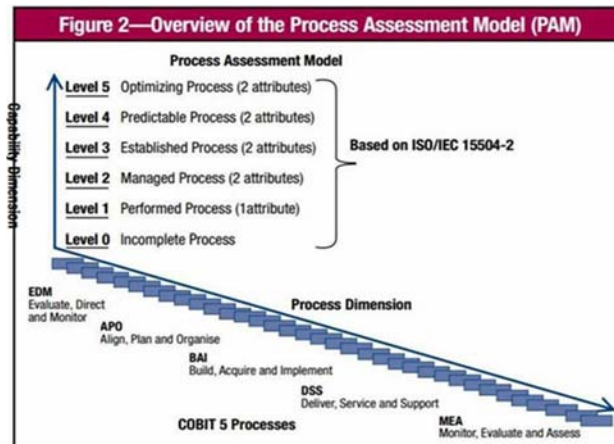 Figure 2—Overview of the Process Assessment Model (PAM)
Process Assessment Model
Capability Dimension
Level 5 Optimizing Process (2 attributes)
Level 4 Predictable Process (2 attributes)
Level 3 Established Process (2 attributes)
Level 2 Managed Process (2 attributes)
Level 1 Performed Process (1attribute)
Level 0 Incomplete Process
Based on ISO/IEC 15504-2
Process Dimension
EDM
Evaluate, Direct
and Monitor
APO
Align, Plan and Organise
BAI
Build, Acquire and Implement
DSS
Deliver, Service and Support
MEA
Monitor, Evaluate and Assess
COBIT 5 Processes